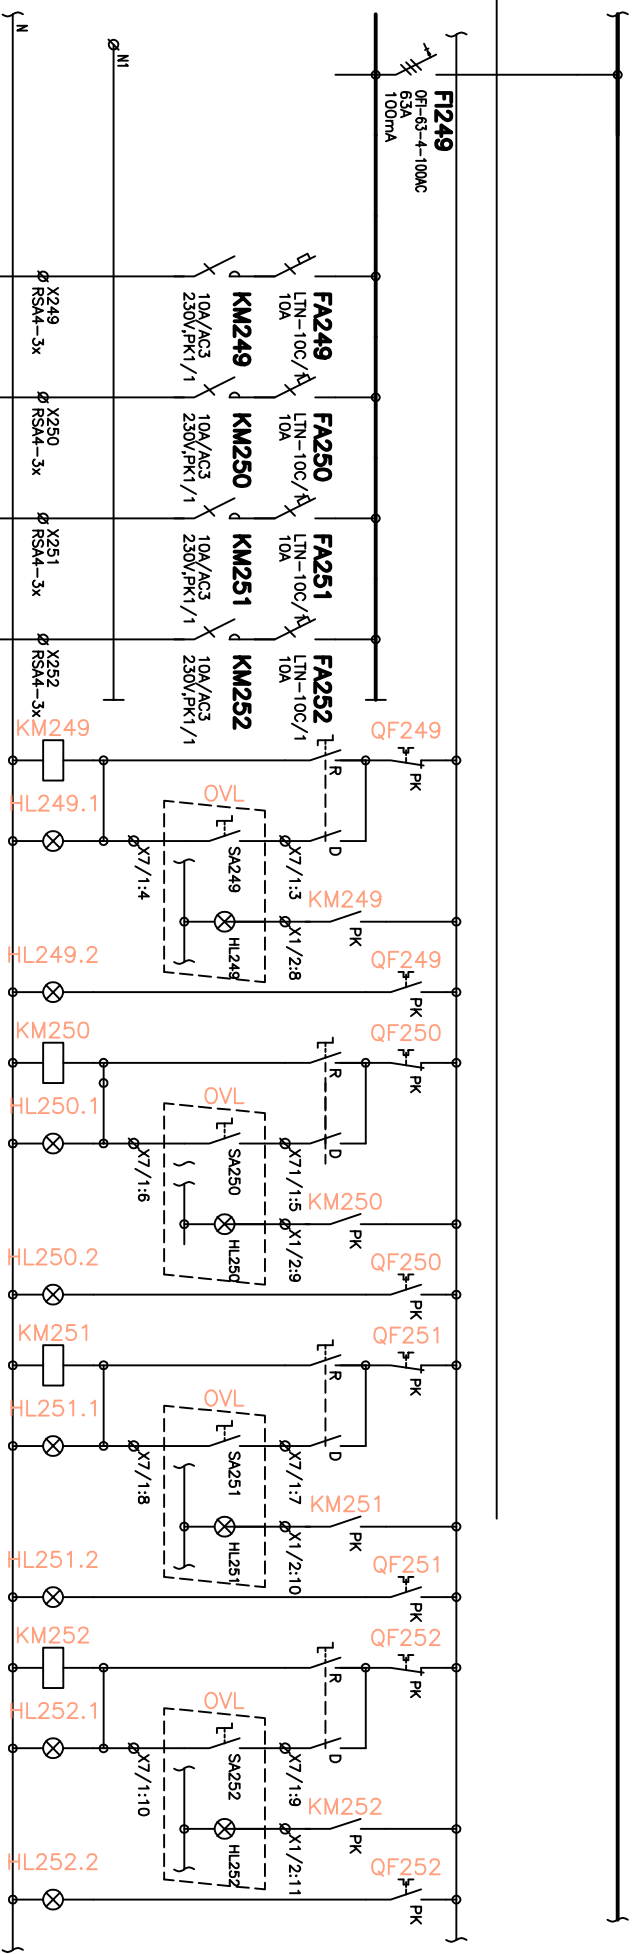 N
N1
FI249
OFI-63-4-100AC
63A
100mA
FA249
LTN-10C/1
10A
KM249
10A/AC3
230V,PK1/1
X249
RSA4-3x
FA250
LTN-10C/1
10A
KM250
10A/AC3
230V,PK1/1
X250
RSA4-3x
FA251
LTN-10C/1
10A
KM251
10A/AC3
230V,PK1/1
X251
RSA4-3x
FA252
LTN-10C/1
10A
KM252
10A/AC3
230V,PK1/1
X252
RSA4-3x
KM249
QF249
PK
R
HL249.1
OVL
D
X7/1:4
SA249
X7/1:3
KM249
PK
HL249
X1/2:8
HL249.2
QF249
PK
KM250
QF250
PK
R
HL250.1
OVL
D
X7/1:6
SA250
X71/1:5
KM250
PK
HL250
X1/2:9
HL250.2
QF250
PK
KM251
QF251
PK
R
HL251.1
OVL
D
X7/1:8
SA251
X7/1:7
KM251
PK
HL251
X1/2:10
HL251.2
QF251
PK
KM252
QF252
PK
R
HL252.1
OVL
D
X7/1:10
SA252
X7/1:9
KM252
PK
HL252
X1/2:11
HL252.2
QF252
PK